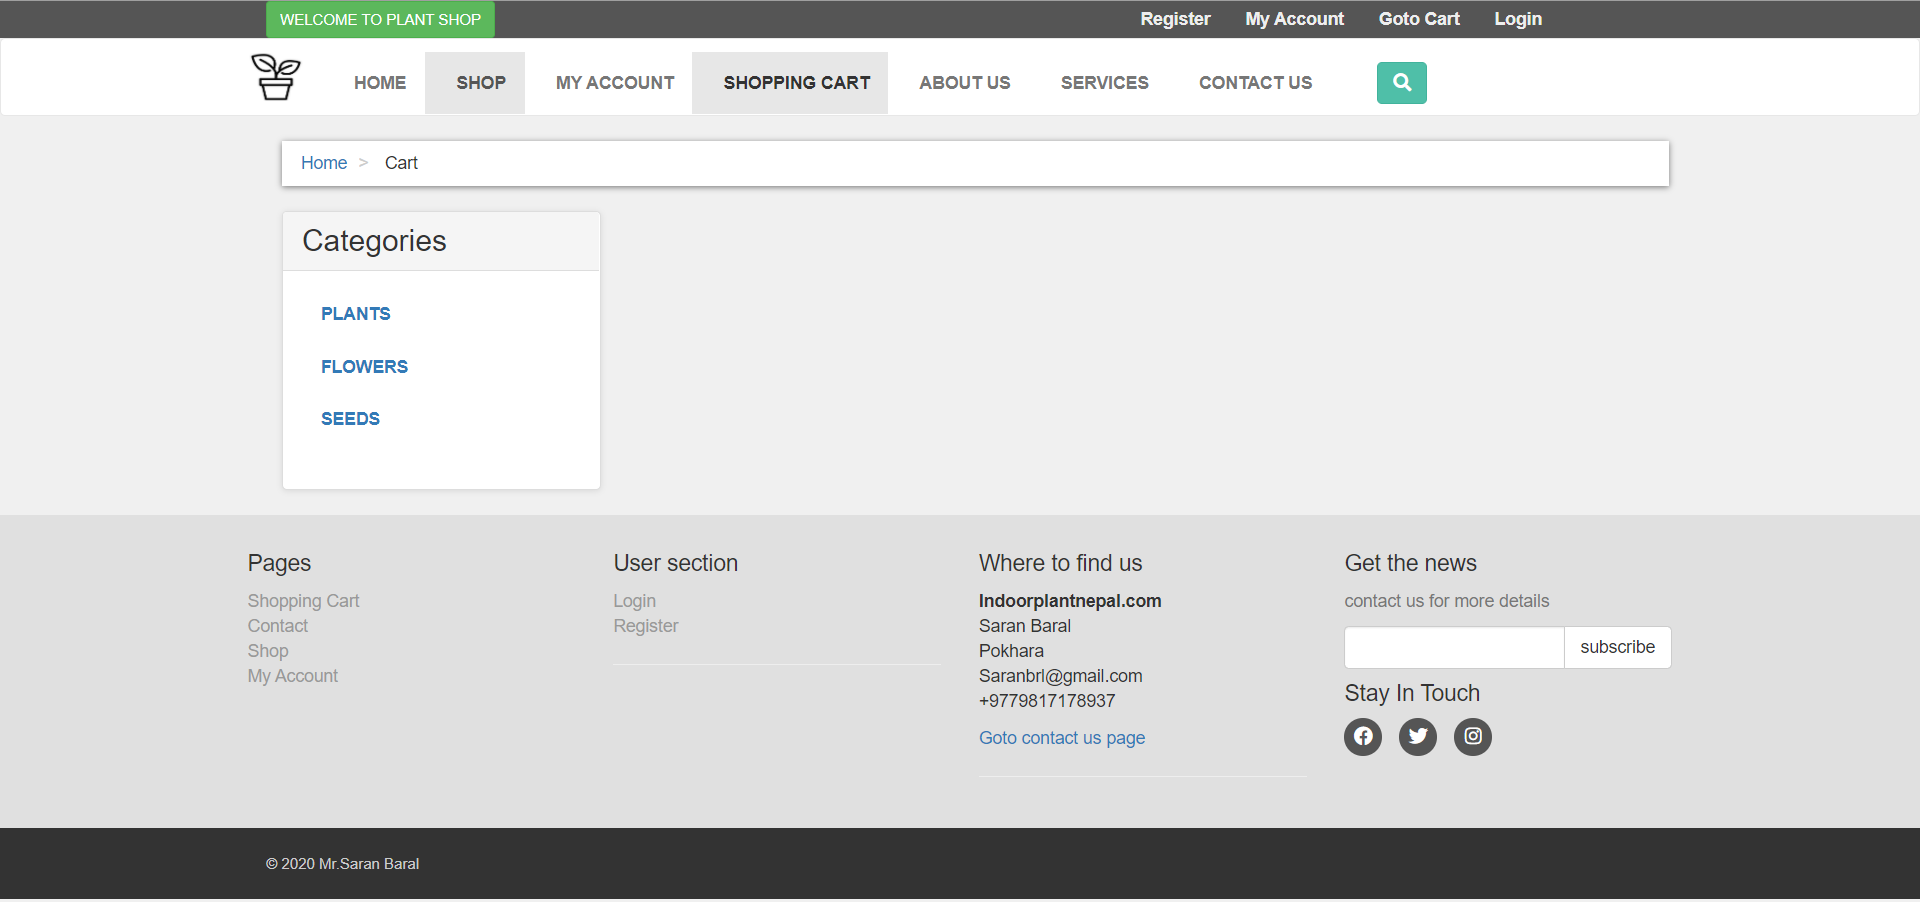 WELCOME TO PLANT SHOP
Register My Account Goto Cart Login
HOME SHOP MY ACCOUNT SHOPPING CART ABOUT US SERVICES CONTACT US
Home > Cart
Categories
PLANTS
FLOWERS
SEEDS
Pages
Shopping Cart
Contact
Shop
My Account
User section
Login
Register
Where to find us
Indoorplantnepal.com
Saran Baral
Pokhara
Saranbrl@gmail.com
+9779817178937
Goto contact us page
Get the news
contact us for more details
subscribe
Stay In Touch
© 2020 Mr.Saran Baral